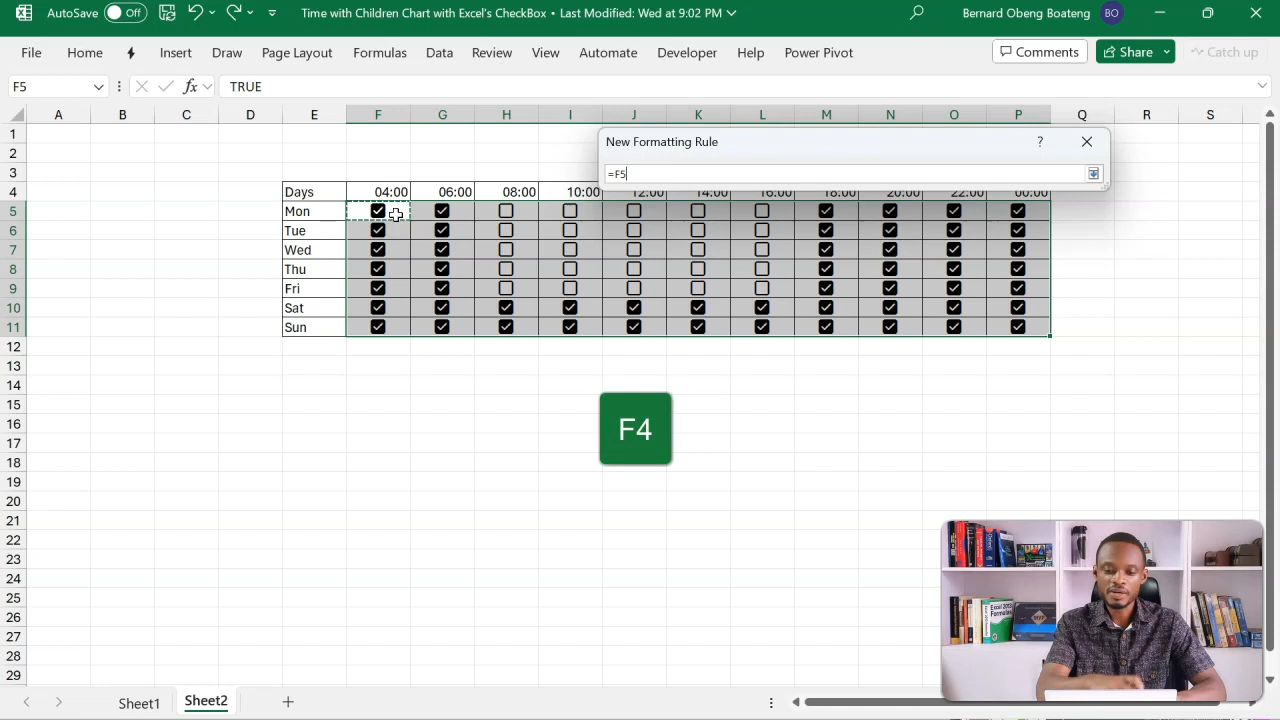 AutoSave Off Time with Children Chart with Excel's CheckBox • Last Modified: Wed at 9:02 PM Bernard Obeng Boateng BO
File Home Insert Draw Page Layout Formulas Data Review View Automate Developer Help Power Pivot Comments Share Catch up
F5 fx TRUE
A B C D E F G H I J K L M N O P Q R S
New Formatting Rule ?
=F5
1
2
3
4 Days 04:00 06:00 08:00 10:00 12:00 14:00 16:00 18:00 20:00 22:00 00:00
5 Mon
6 Tue
7 Wed
8 Thu
9 Fri
10 Sat
11 Sun
12
13
14
15
16
17
18
19
20
21
22
23
24
25
26
27
28
29
F4
Sheet1 Sheet2